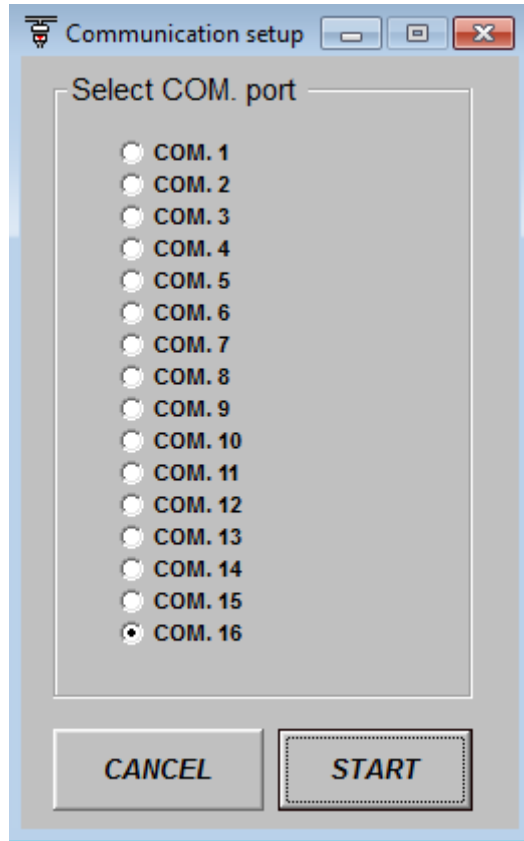 Communication setup
Select COM. port
COM. 1
COM. 2
COM. 3
COM. 4
COM. 5
COM. 6
COM. 7
COM. 8
COM. 9
COM. 10
COM. 11
COM. 12
COM. 13
COM. 14
COM. 15
COM. 16
CANCEL START